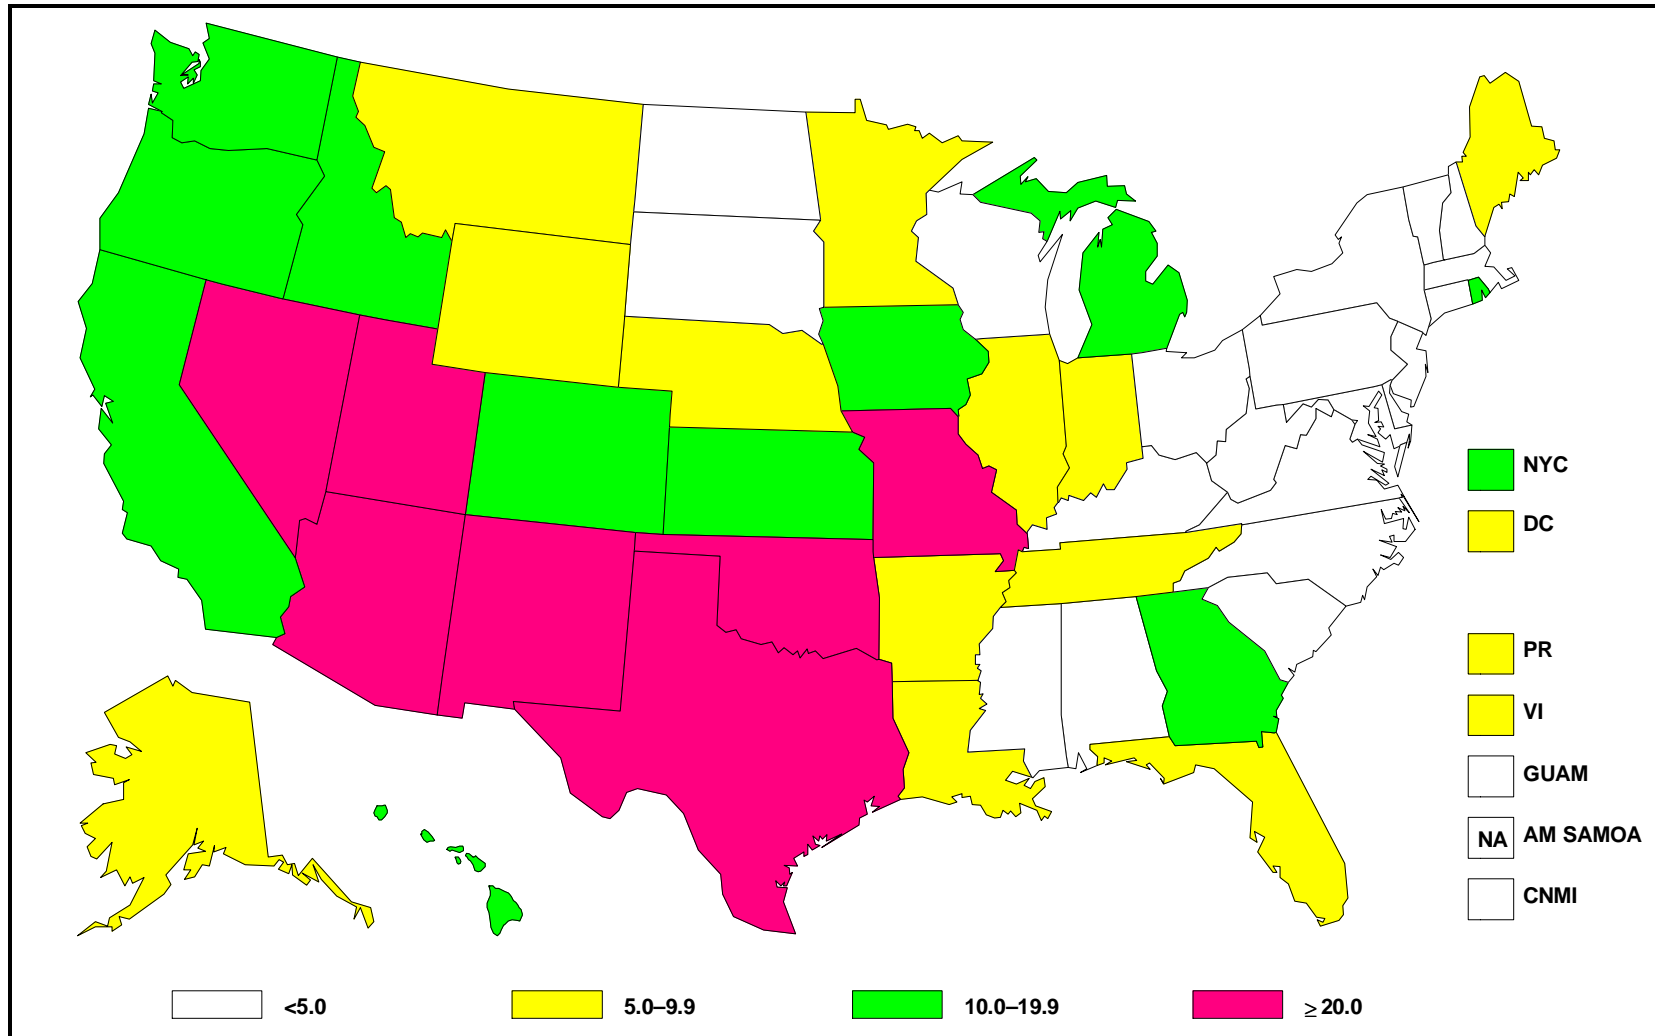 NYC
DC
PR
VI
GUAM
NA AM SAMOA
CNMI
<5.0
5.0–9.9
10.0–19.9
≥ 20.0